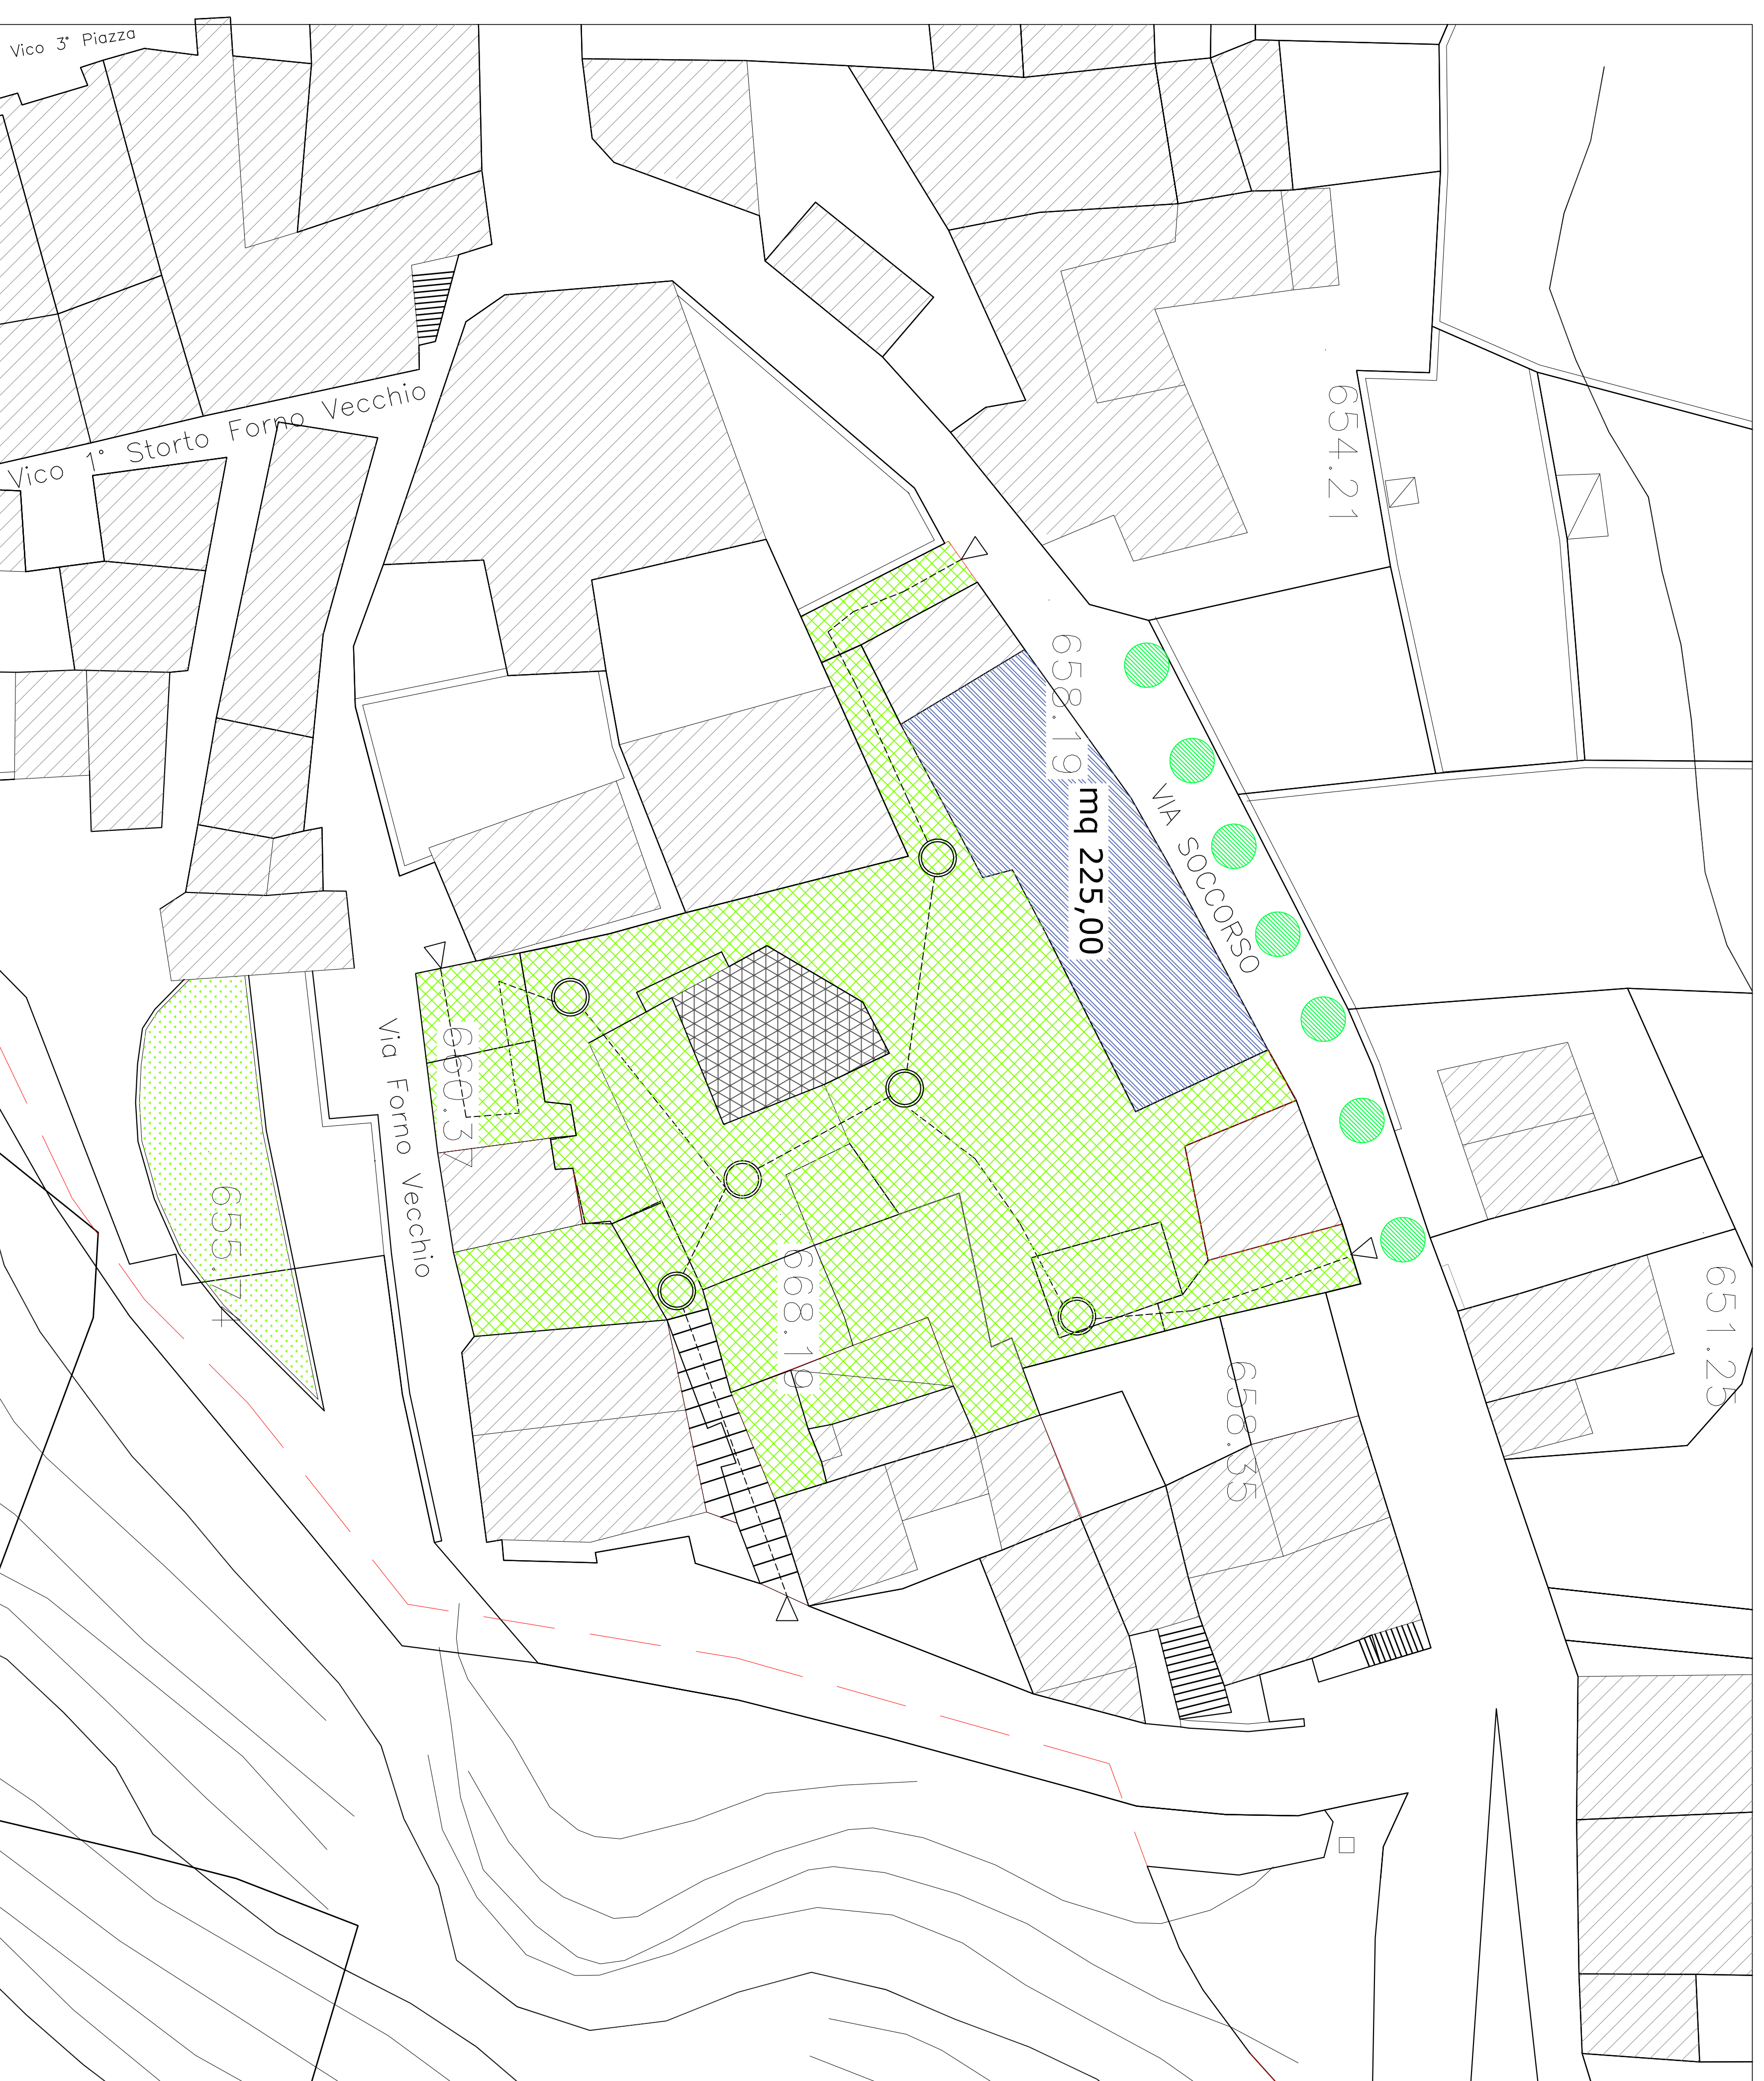 Vico 3° Piazza
Vico 1° Storto Forno Vecchio
654.21
658.19
mq 225,00
VIA SOCCORSO
660.37
Via Forno Vecchio
655.74
668.19
658.35
651.25